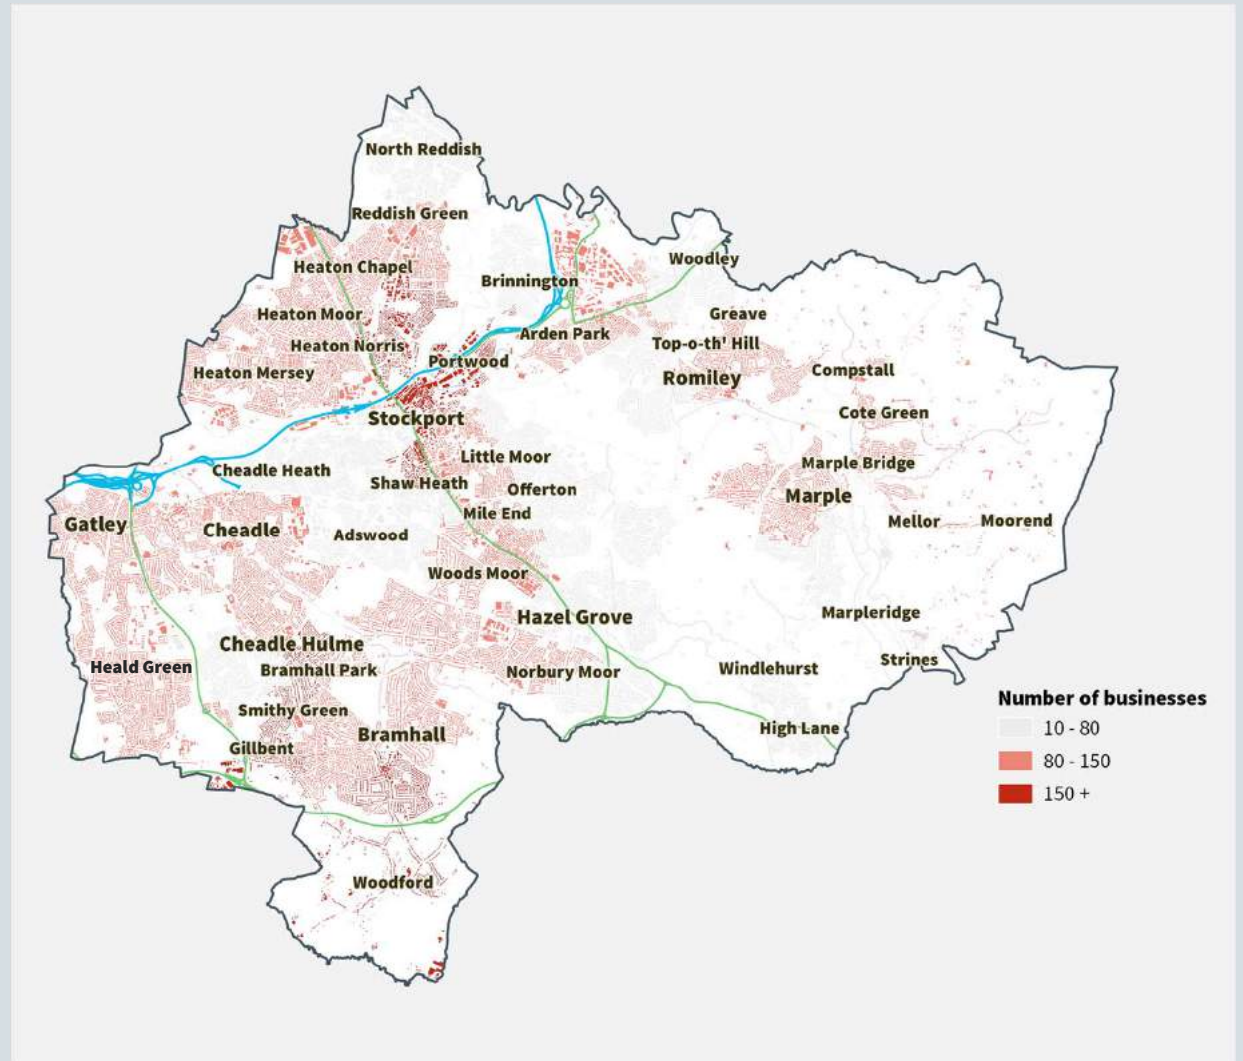 North Reddish
Reddish Green
Woodley
Heaton Chapel
Brinnington
Heaton Moor
Greave
Arden Park
Top-o-th' Hill
Heaton Norris
Portwood
Heaton Mersey
Compstall
Romiley
Cote Green
Stockport
Little Moor
Marple Bridge
Cheadle Heath
Shaw Heath
Offerton
Marple
Mile End
Gatley
Cheadle
Mellor
Moorend
Adswood
Woods Moor
Marpleridge
Hazel Grove
Cheadle Hulme
Strines
Heald Green
Bramhall Park
Norbury Moor
Windlehurst
Number of businesses
Smithy Green
10 - 80
High Lane
Bramhall
Gillbent
80 - 150
150 +
Woodford